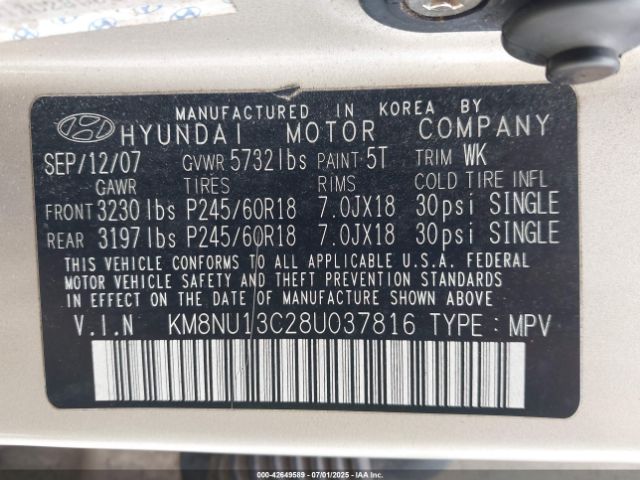 MANUFACTURED IN KOREA BY
HYUNDAI MOTOR COMPANY
SEP/12/07 GVWR 5732lbs PAINT 5T TRIM WK
GAWR TIRES RIMS COLD TIRE INFL
FRONT 3230lbs P245/60R18 7.0JX18 30psi SINGLE
REAR 3197lbs P245/60R18 7.0JX18 30psi SINGLE
THIS VEHICLE CONFORMS TO ALL APPLICABLE U.S.A. FEDERAL
MOTOR VEHICLE SAFETY AND THEFT PREVENTION STANDARDS
IN EFFECT ON THE DATE OF MANUFACTURE SHOWN ABOVE.
V.I.N KM8NU13C28U037816 TYPE: MPV
000-42649589 - 07/01/2025 - IAAI.COM